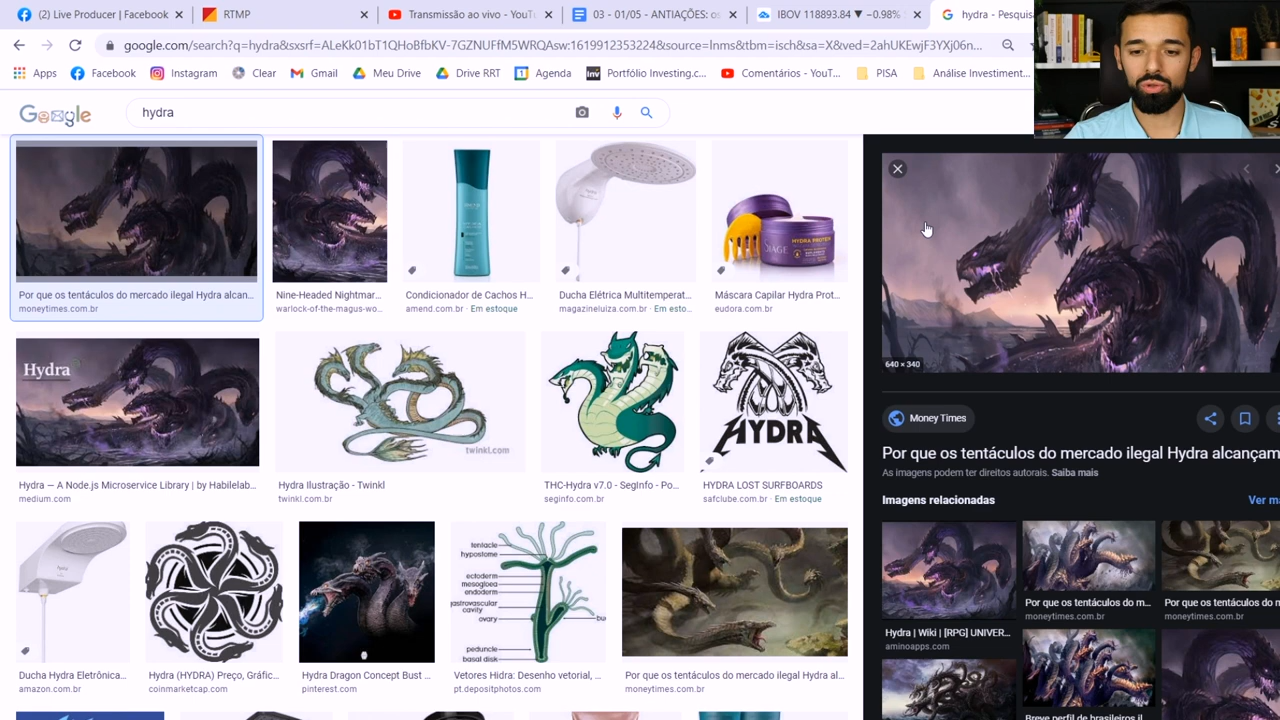 (2) Live Producer | Facebook
RTMP
Transmissão ao vivo - YouTu
03 - 01/05 - ANTIAÇÕES: os
IBOV 118893.84 ▼ −0.98%
hydra - Pesquisa
google.com/search?q=hydra&sxsrf=ALeKk01bT1QHoBfbK-7GZNUFfM5WRQAsw:1619912353224&source=lnms&tbm=isch&sa=X&ved=2ahUKEwjF3YXj06n...
Apps
Facebook
Instagram
Clear
Gmail
Meu Drive
Drive RRT
Agenda
Portfólio Investing.c...
Comentários - YouT...
PISA
Análise Investiment...
Google
hydra
Por que os tentáculos do mercado ilegal Hydra alcan...
moneytimes.com.br
Nine-Headed Nightmar...
warlock-of-the-magus-wo...
Condicionador de Cachos H...
amend.com.br · Em estoque
Ducha Elétrica Multitemperat...
magazineluiza.com.br · Em esto...
SIAGE
HYDRA PROTEIN
Máscara Capilar Hydra Prot...
eudora.com.br
Hydra
Hydra — A Node.js Microservice Library | by Habilelab...
medium.com
twinkl.com
Hydra Ilustração - Twinkl
twinkl.com.br
THC-Hydra v7.0 - SegInfo - Po...
seginfo.com.br
HYDRA
HYDRA LOST SURFBOARDS
safclube.com.br · Em estoque
Ducha Hydra Eletrônica...
amazon.com.br
Hydra (HYDRA) Preço, Gráfic...
coinmarketcap.com
Hydra Dragon Concept Bust ...
pinterest.com
tentacle
hypostome
ectoderm
mesogloea
endoderm
gastrovascular
cavity
ovary
bu
peduncle
basal disk
Vetores Hidra: Desenho vetorial, ...
pt.depositphotos.com
Por que os tentáculos do mercado ilegal Hydra al...
moneytimes.com.br
640 × 340
Money Times
Por que os tentáculos do mercado ilegal Hydra alcançam
As imagens podem ter direitos autorais. Saiba mais
Imagens relacionadas
Ver ma
Hydra | Wiki | [RPG] UNIVER...
aminoapps.com
Por que os tentáculos do m...
moneytimes.com.br
Por que os tentáculos do m
moneytimes.com.br
Breve perfil de brasileiros il